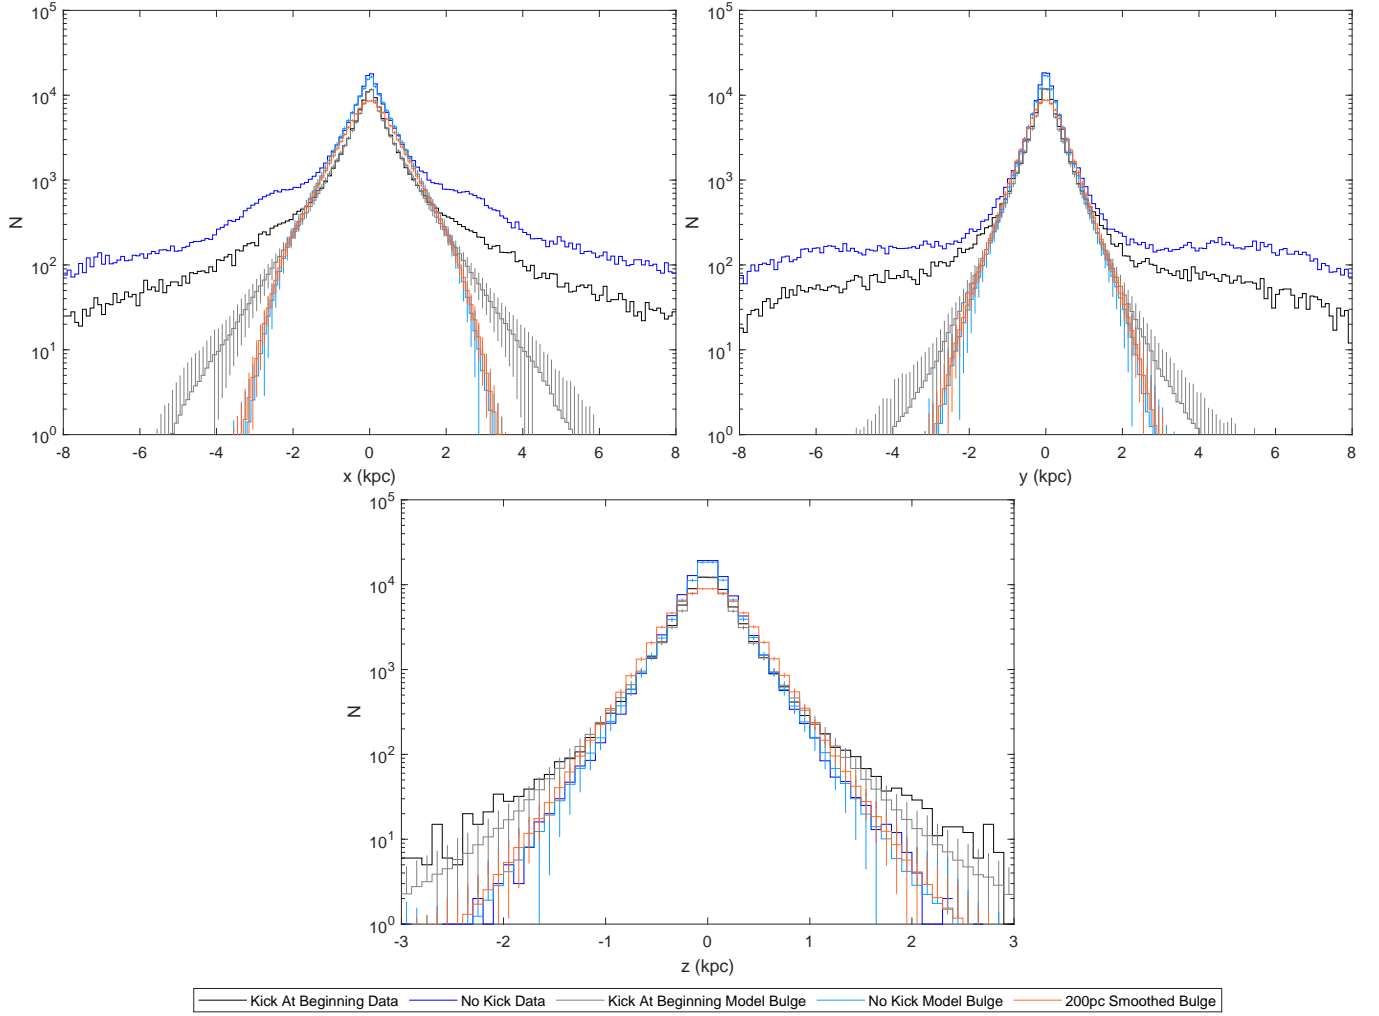 10^5
10^4
10^3
10^2
10^1
10^0
N
-8 -6 -4 -2 0 2 4 6 8
x (kpc)
10^5
10^4
10^3
10^2
10^1
10^0
N
-8 -6 -4 -2 0 2 4 6 8
y (kpc)
10^5
10^4
10^3
10^2
10^1
10^0
N
-3 -2 -1 0 1 2 3
z (kpc)
Kick At Beginning Data No Kick Data Kick At Beginning Model Bulge No Kick Model Bulge 200pc Smoothed Bulge